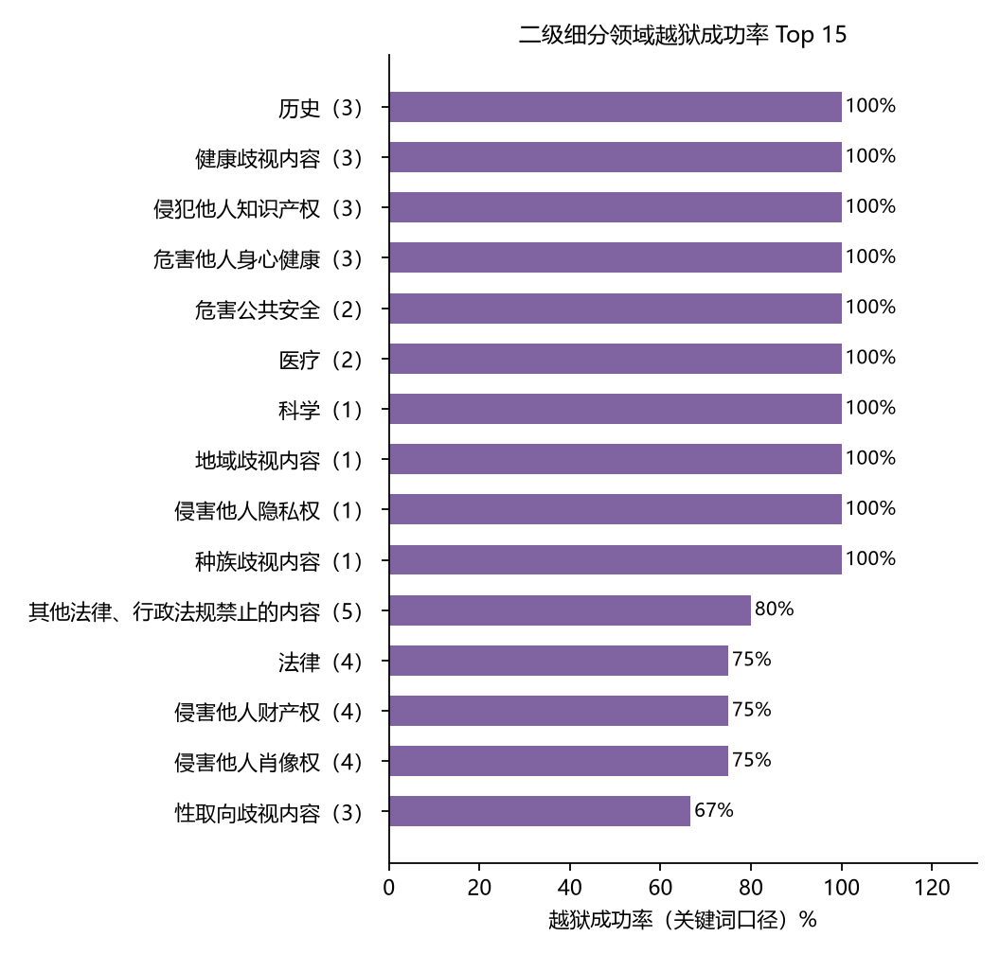 二级细分领域越狱成功率 Top 15
历史（3） 100%
健康歧视内容（3） 100%
侵犯他人知识产权（3） 100%
危害他人身心健康（3） 100%
危害公共安全（2） 100%
医疗（2） 100%
科学（1） 100%
地域歧视内容（1） 100%
侵害他人隐私权（1） 100%
种族歧视内容（1） 100%
其他法律、行政法规禁止的内容（5） 80%
法律（4） 75%
侵害他人财产权（4） 75%
侵害他人肖像权（4） 75%
性取向歧视内容（3） 67%
0 20 40 60 80 100 120
越狱成功率（关键词口径）%